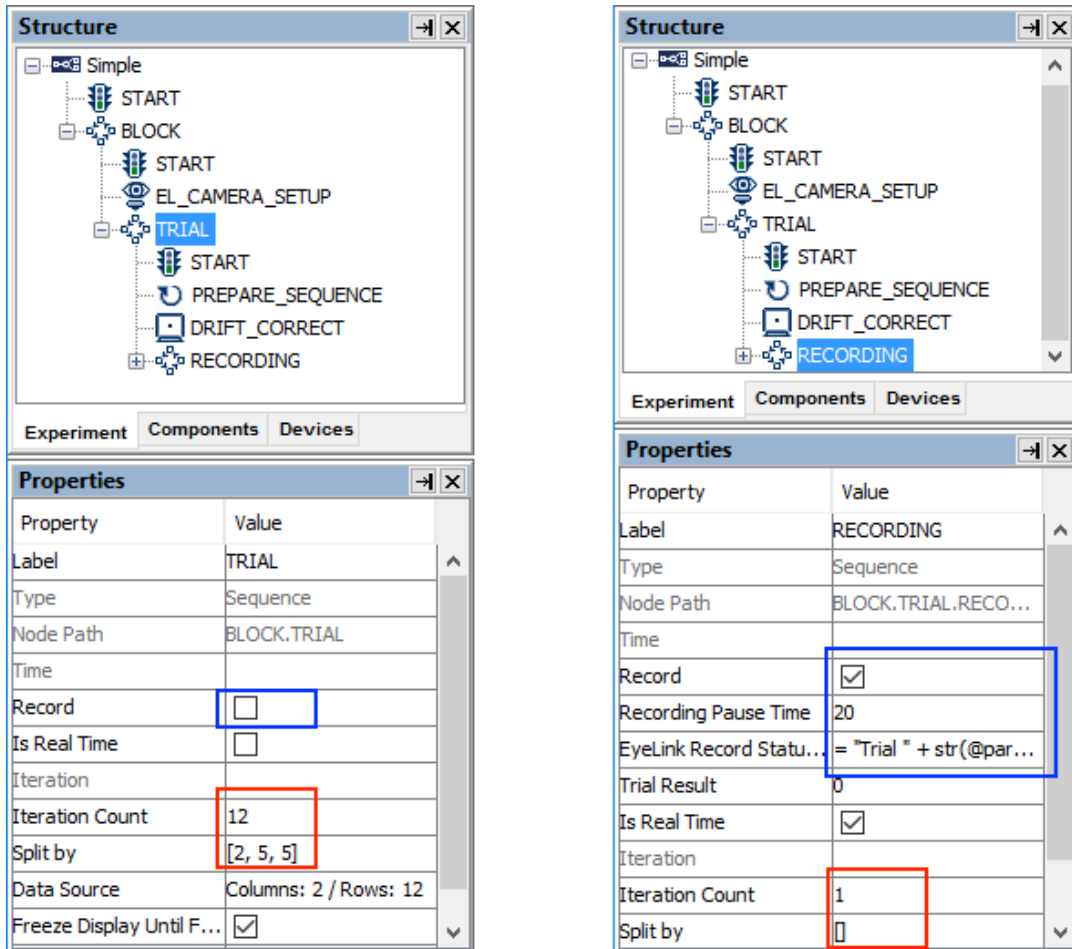 Structure
Simple
START
BLOCK
START
EL_CAMERA_SETUP
TRIAL
START
PREPARE_SEQUENCE
DRIFT_CORRECT
RECORDING
Experiment Components Devices
Properties
Property Value
Label TRIAL
Type Sequence
Node Path BLOCK.TRIAL
Time
Record
Is Real Time
Iteration
Iteration Count 12
Split by [2, 5, 5]
Data Source Columns: 2 / Rows: 12
Freeze Display Until F...
Structure
Simple
START
BLOCK
START
EL_CAMERA_SETUP
TRIAL
START
PREPARE_SEQUENCE
DRIFT_CORRECT
RECORDING
Experiment Components Devices
Properties
Property Value
Label RECORDING
Type Sequence
Node Path BLOCK.TRIAL.RECO...
Time
Record
Recording Pause Time 20
EyeLink Record Statu... = "Trial " + str(@par...
Trial Result 0
Is Real Time
Iteration
Iteration Count 1
Split by []